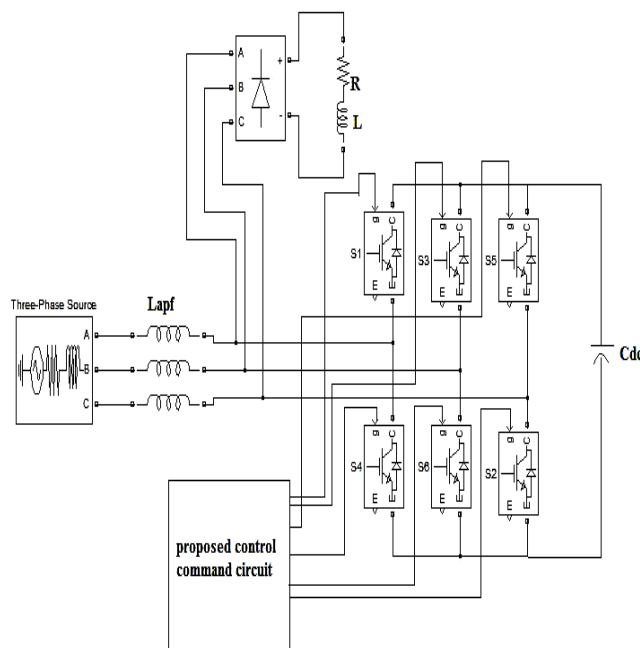 A
B
C
+
-
R
L
g
C
S1
E
g
C
S3
E
g
C
S5
E
Three-Phase Source
A
B
C
Lapf
Cdc
g
C
S4
E
g
C
S6
E
g
C
S2
E
proposed control
command circuit